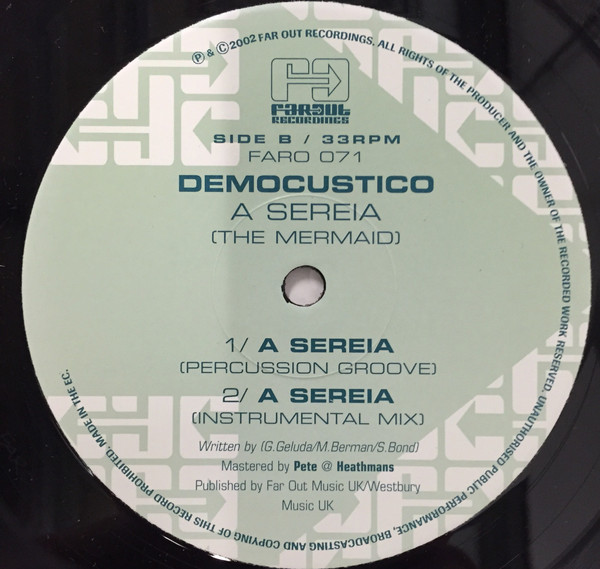 ℗ & © 2002 FAR OUT RECORDINGS. ALL RIGHTS OF THE PRODUCER AND THE OWNER OF THE RECORDED WORK RESERVED. UNAUTHORISED PUBLIC PERFORMANCE, BROADCASTING AND COPYING OF THIS RECORD PROHIBITED. MADE IN THE EC.
FAROUT
RECORDINGS
SIDE B / 33RPM
FARO 071
DEMOCUSTICO
A SEREIA
(THE MERMAID)
1/ A SEREIA
(PERCUSSION GROOVE)
2/ A SEREIA
(INSTRUMENTAL MIX)
Written by (G.Geluda/M.Berman/S.Bond)
Mastered by Pete @ Heathmans
Published by Far Out Music UK/Westbury
Music UK